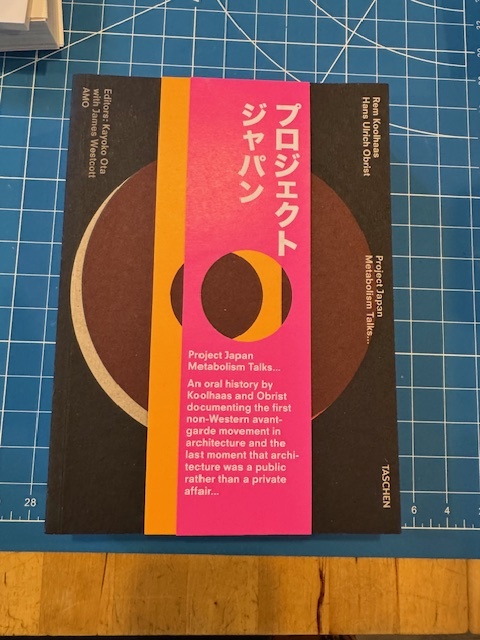 Rem Koolhaas
Hans Ulrich Obrist
Project Japan
Metabolism Talks...
TASCHEN
プロジェクト
ジャパン
Project Japan
Metabolism Talks...
An oral history by
Koolhaas and Obrist
documenting the first
non-Western avant-
garde movement in
architecture and the
last moment that archi-
tecture was a public
rather than a private
affair...
Editors: Kayoko Ota
with James Westcott
AMO
28
6
4